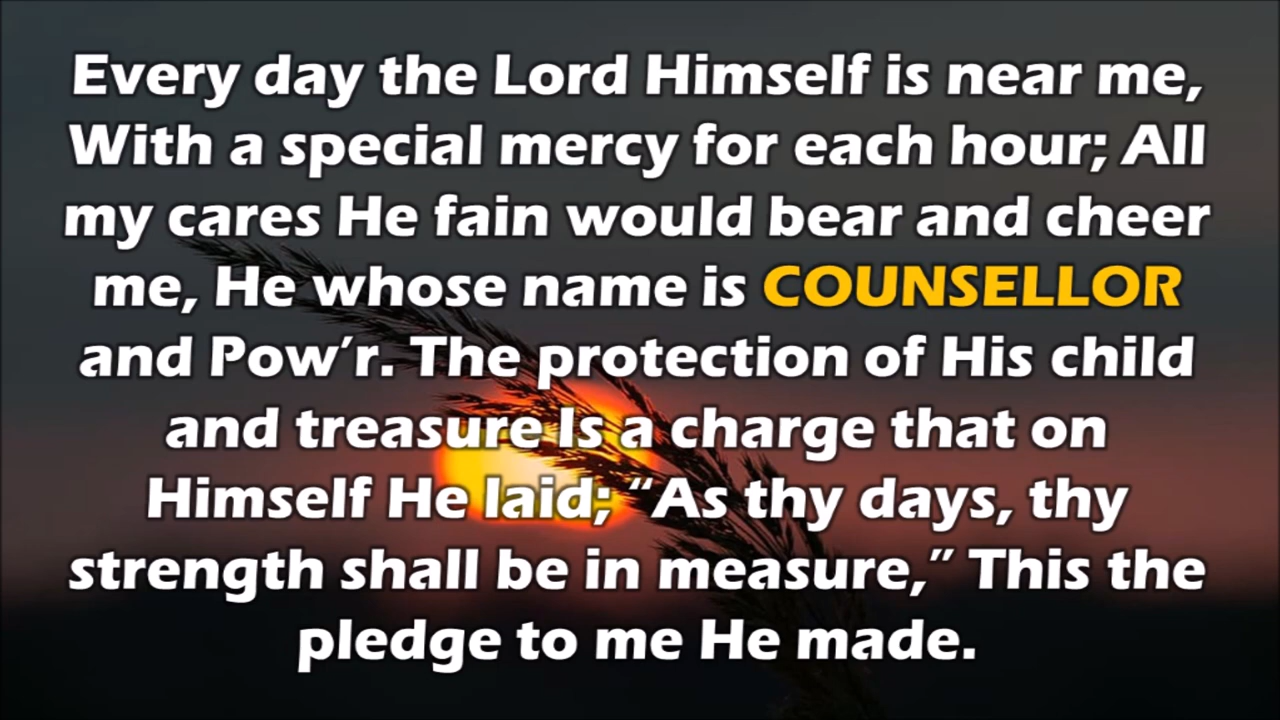 Every day the Lord Himself is near me,
With a special mercy for each hour; All
my cares He fain would bear and cheer
me, He whose name is COUNSELLOR
and Pow’r. The protection of His child
and treasure Is a charge that on
Himself He laid; “As thy days, thy
strength shall be in measure,” This the
pledge to me He made.